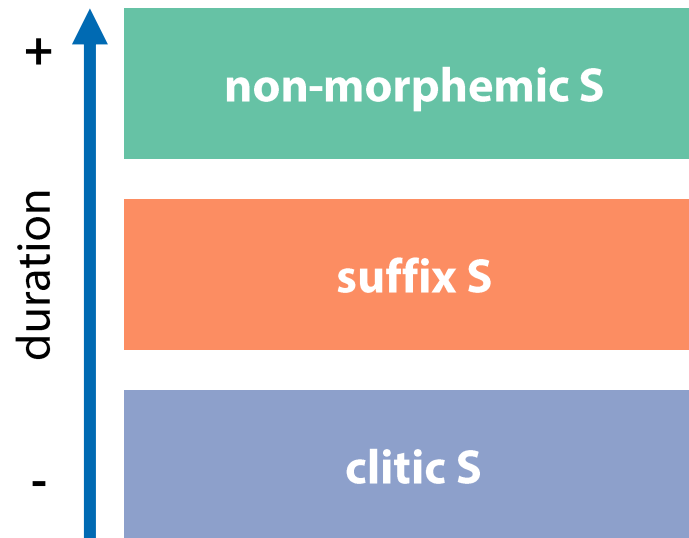 +
duration
-
non-morphemic S
suffix S
clitic S